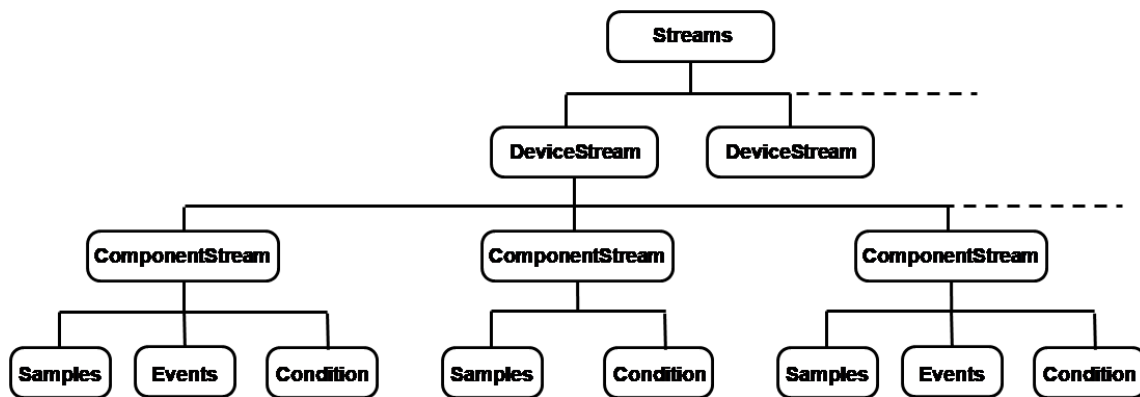 Streams
DeviceStream DeviceStream
ComponentStream ComponentStream ComponentStream
Samples Events Condition Samples Condition Samples Events Condition